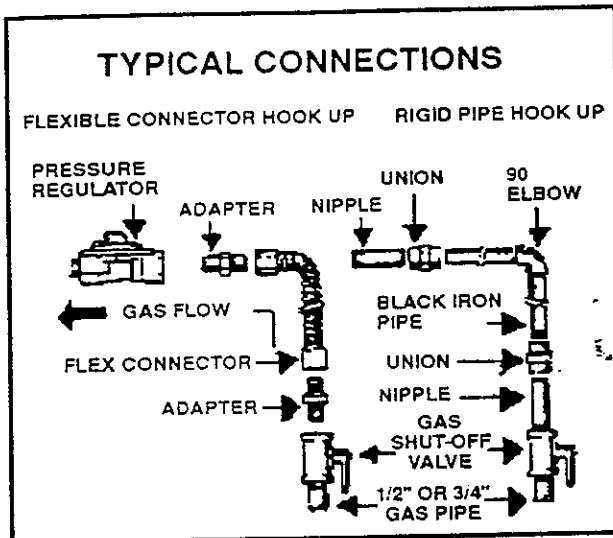 TYPICAL CONNECTIONS
FLEXIBLE CONNECTOR HOOK UP
RIGID PIPE HOOK UP
PRESSURE
REGULATOR
ADAPTER
NIPPLE
UNION
90
ELBOW
GAS FLOW
BLACK IRON
PIPE
FLEX CONNECTOR
UNION
ADAPTER
NIPPLE
GAS
SHUT-OFF
VALVE
1/2" OR 3/4"
GAS PIPE